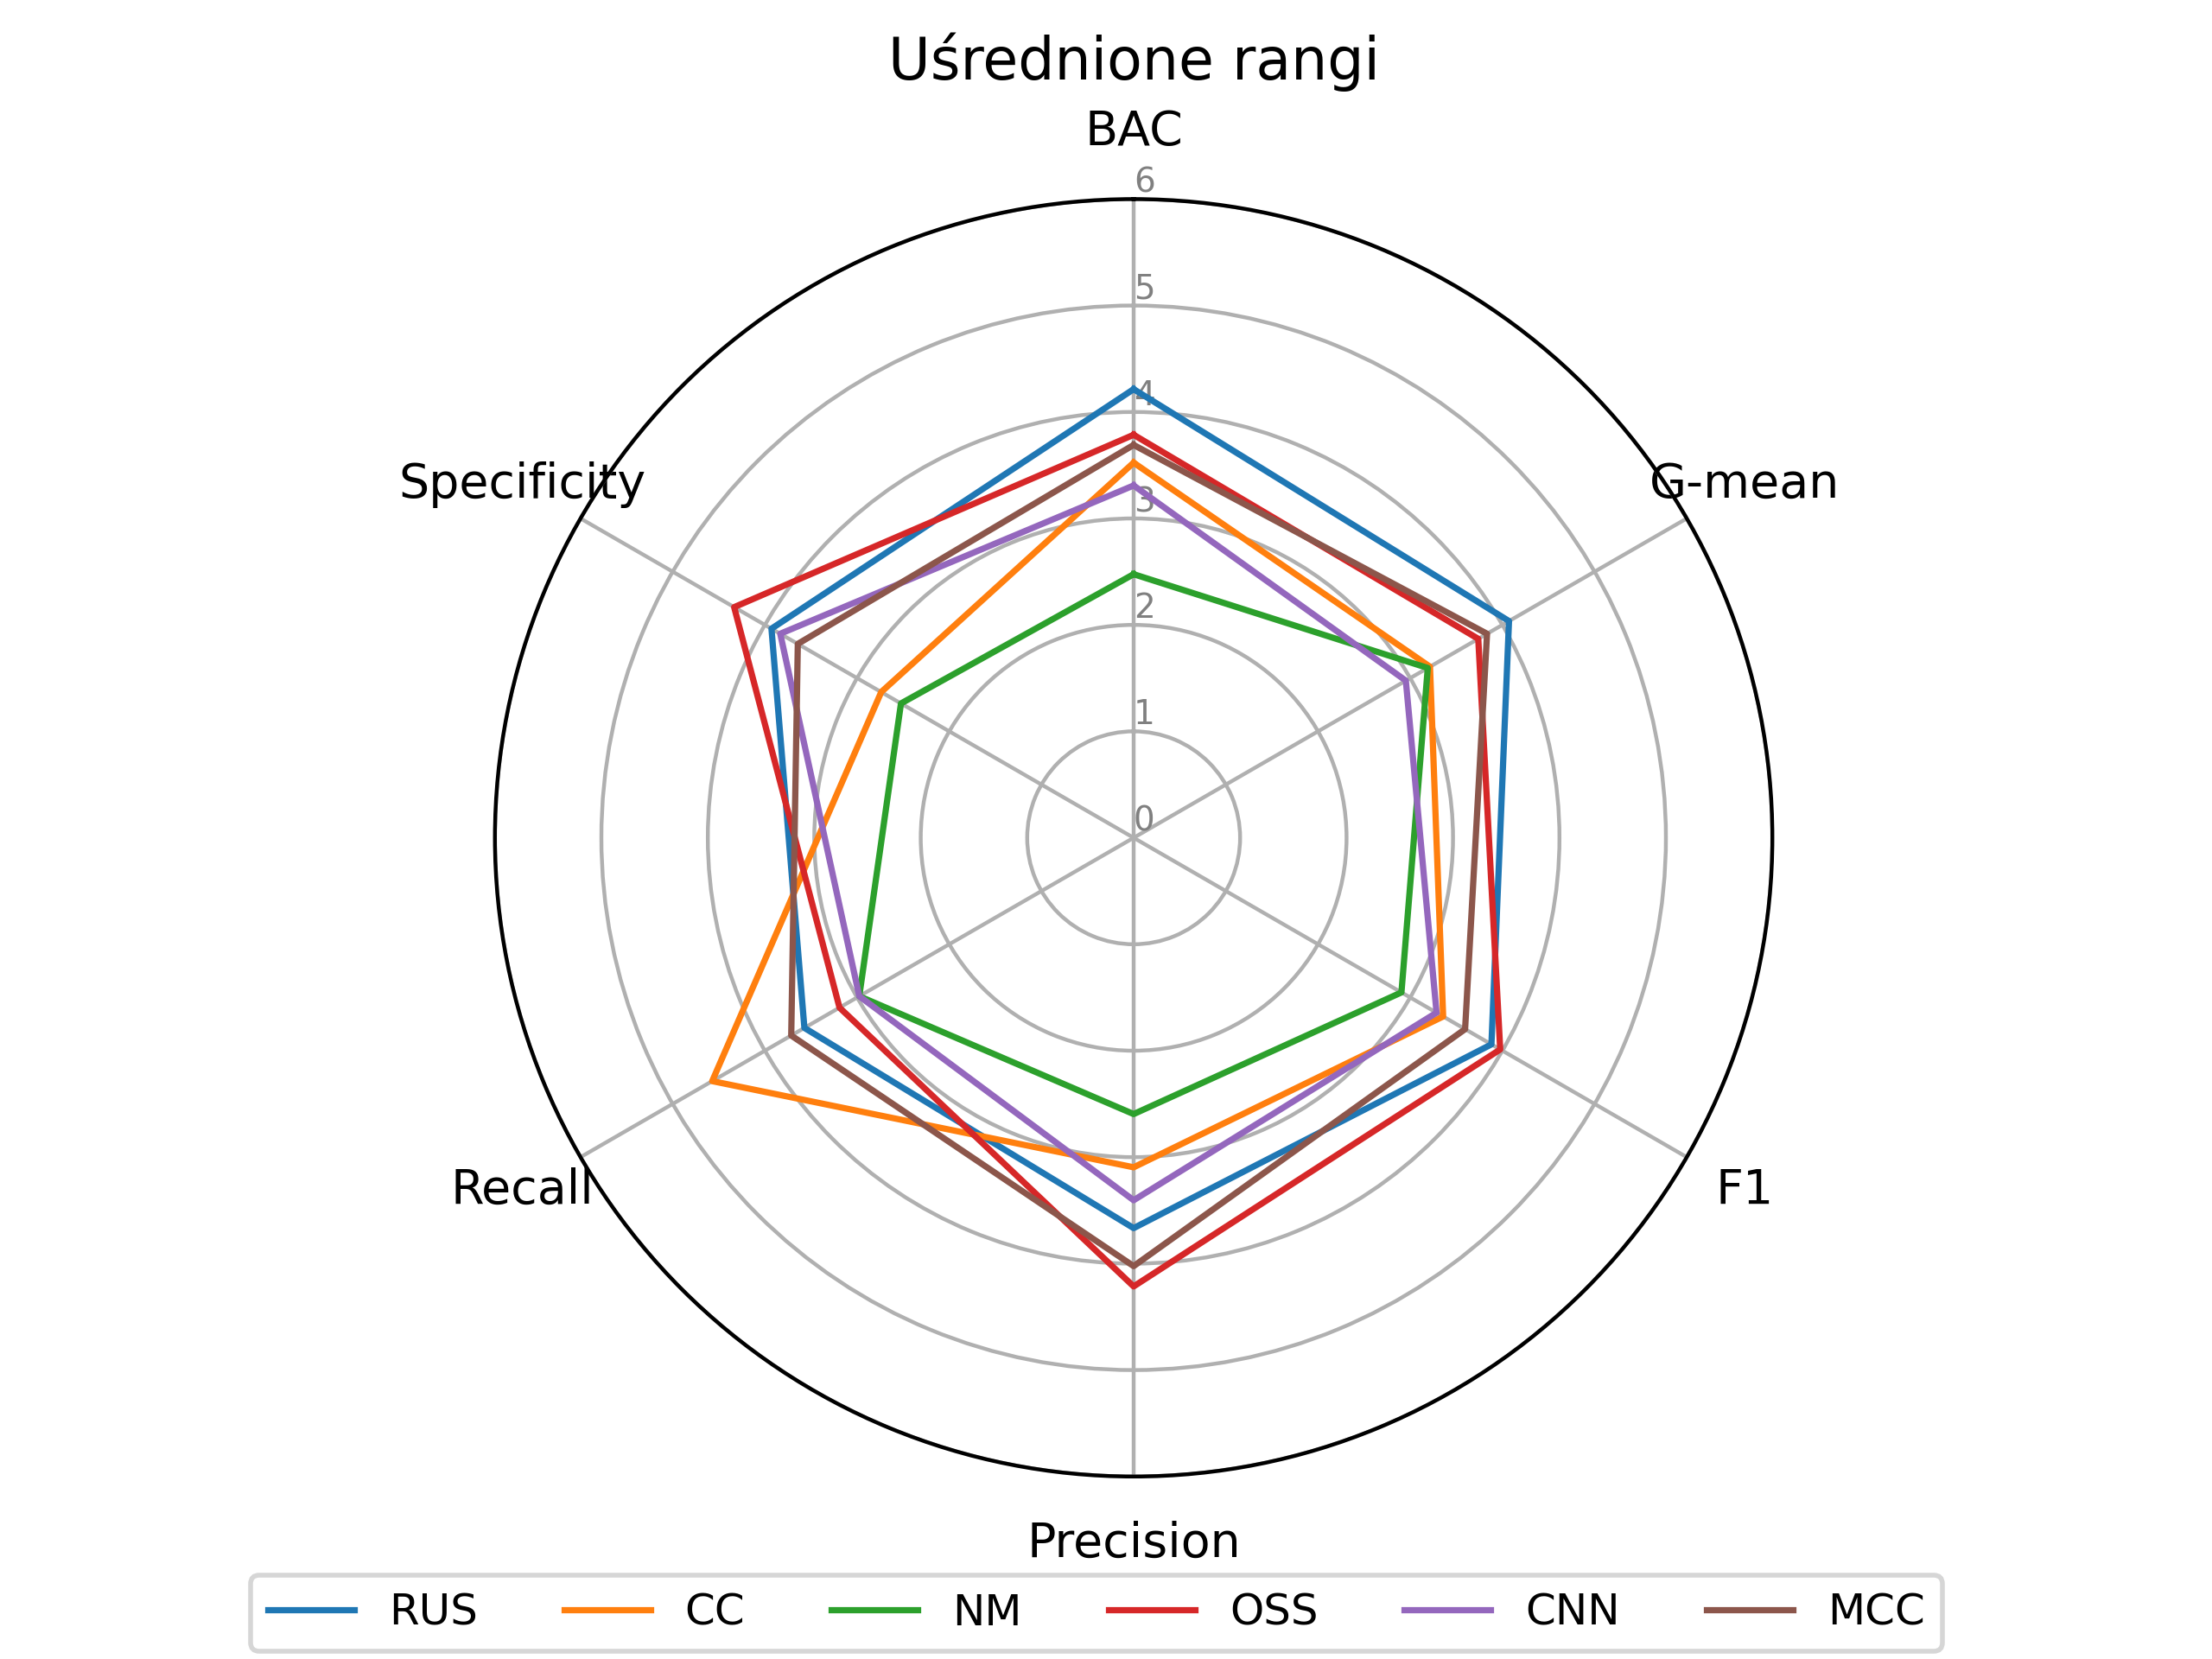 Uśrednione rangi
BAC
6
5
4
3
2
1
0
Specificity
G-mean
Recall
F1
Precision
RUS CC NM OSS CNN MCC